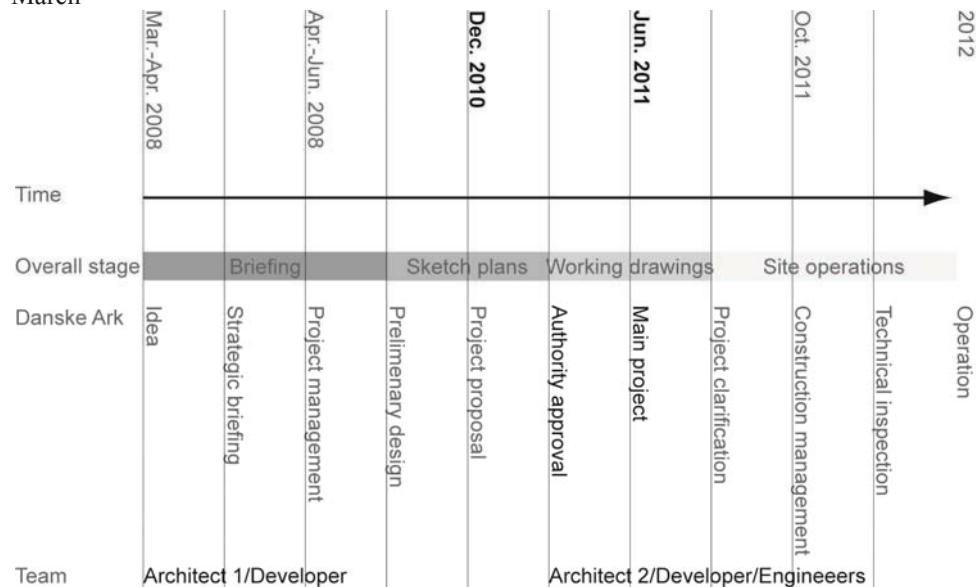 March
Mar.-Apr. 2008
Apr.-Jun. 2008
Dec. 2010
Jun. 2011
Oct. 2011
2012
Time
Overall stage
Briefing
Sketch plans
Working drawings
Site operations
Danske Ark
Idea
Strategic briefing
Project management
Prelimenary design
Project proposal
Authority approval
Main project
Project clarification
Construction management
Technical inspection
Operation
Team
Architect 1/Developer
Architect 2/Developer/Engineeers